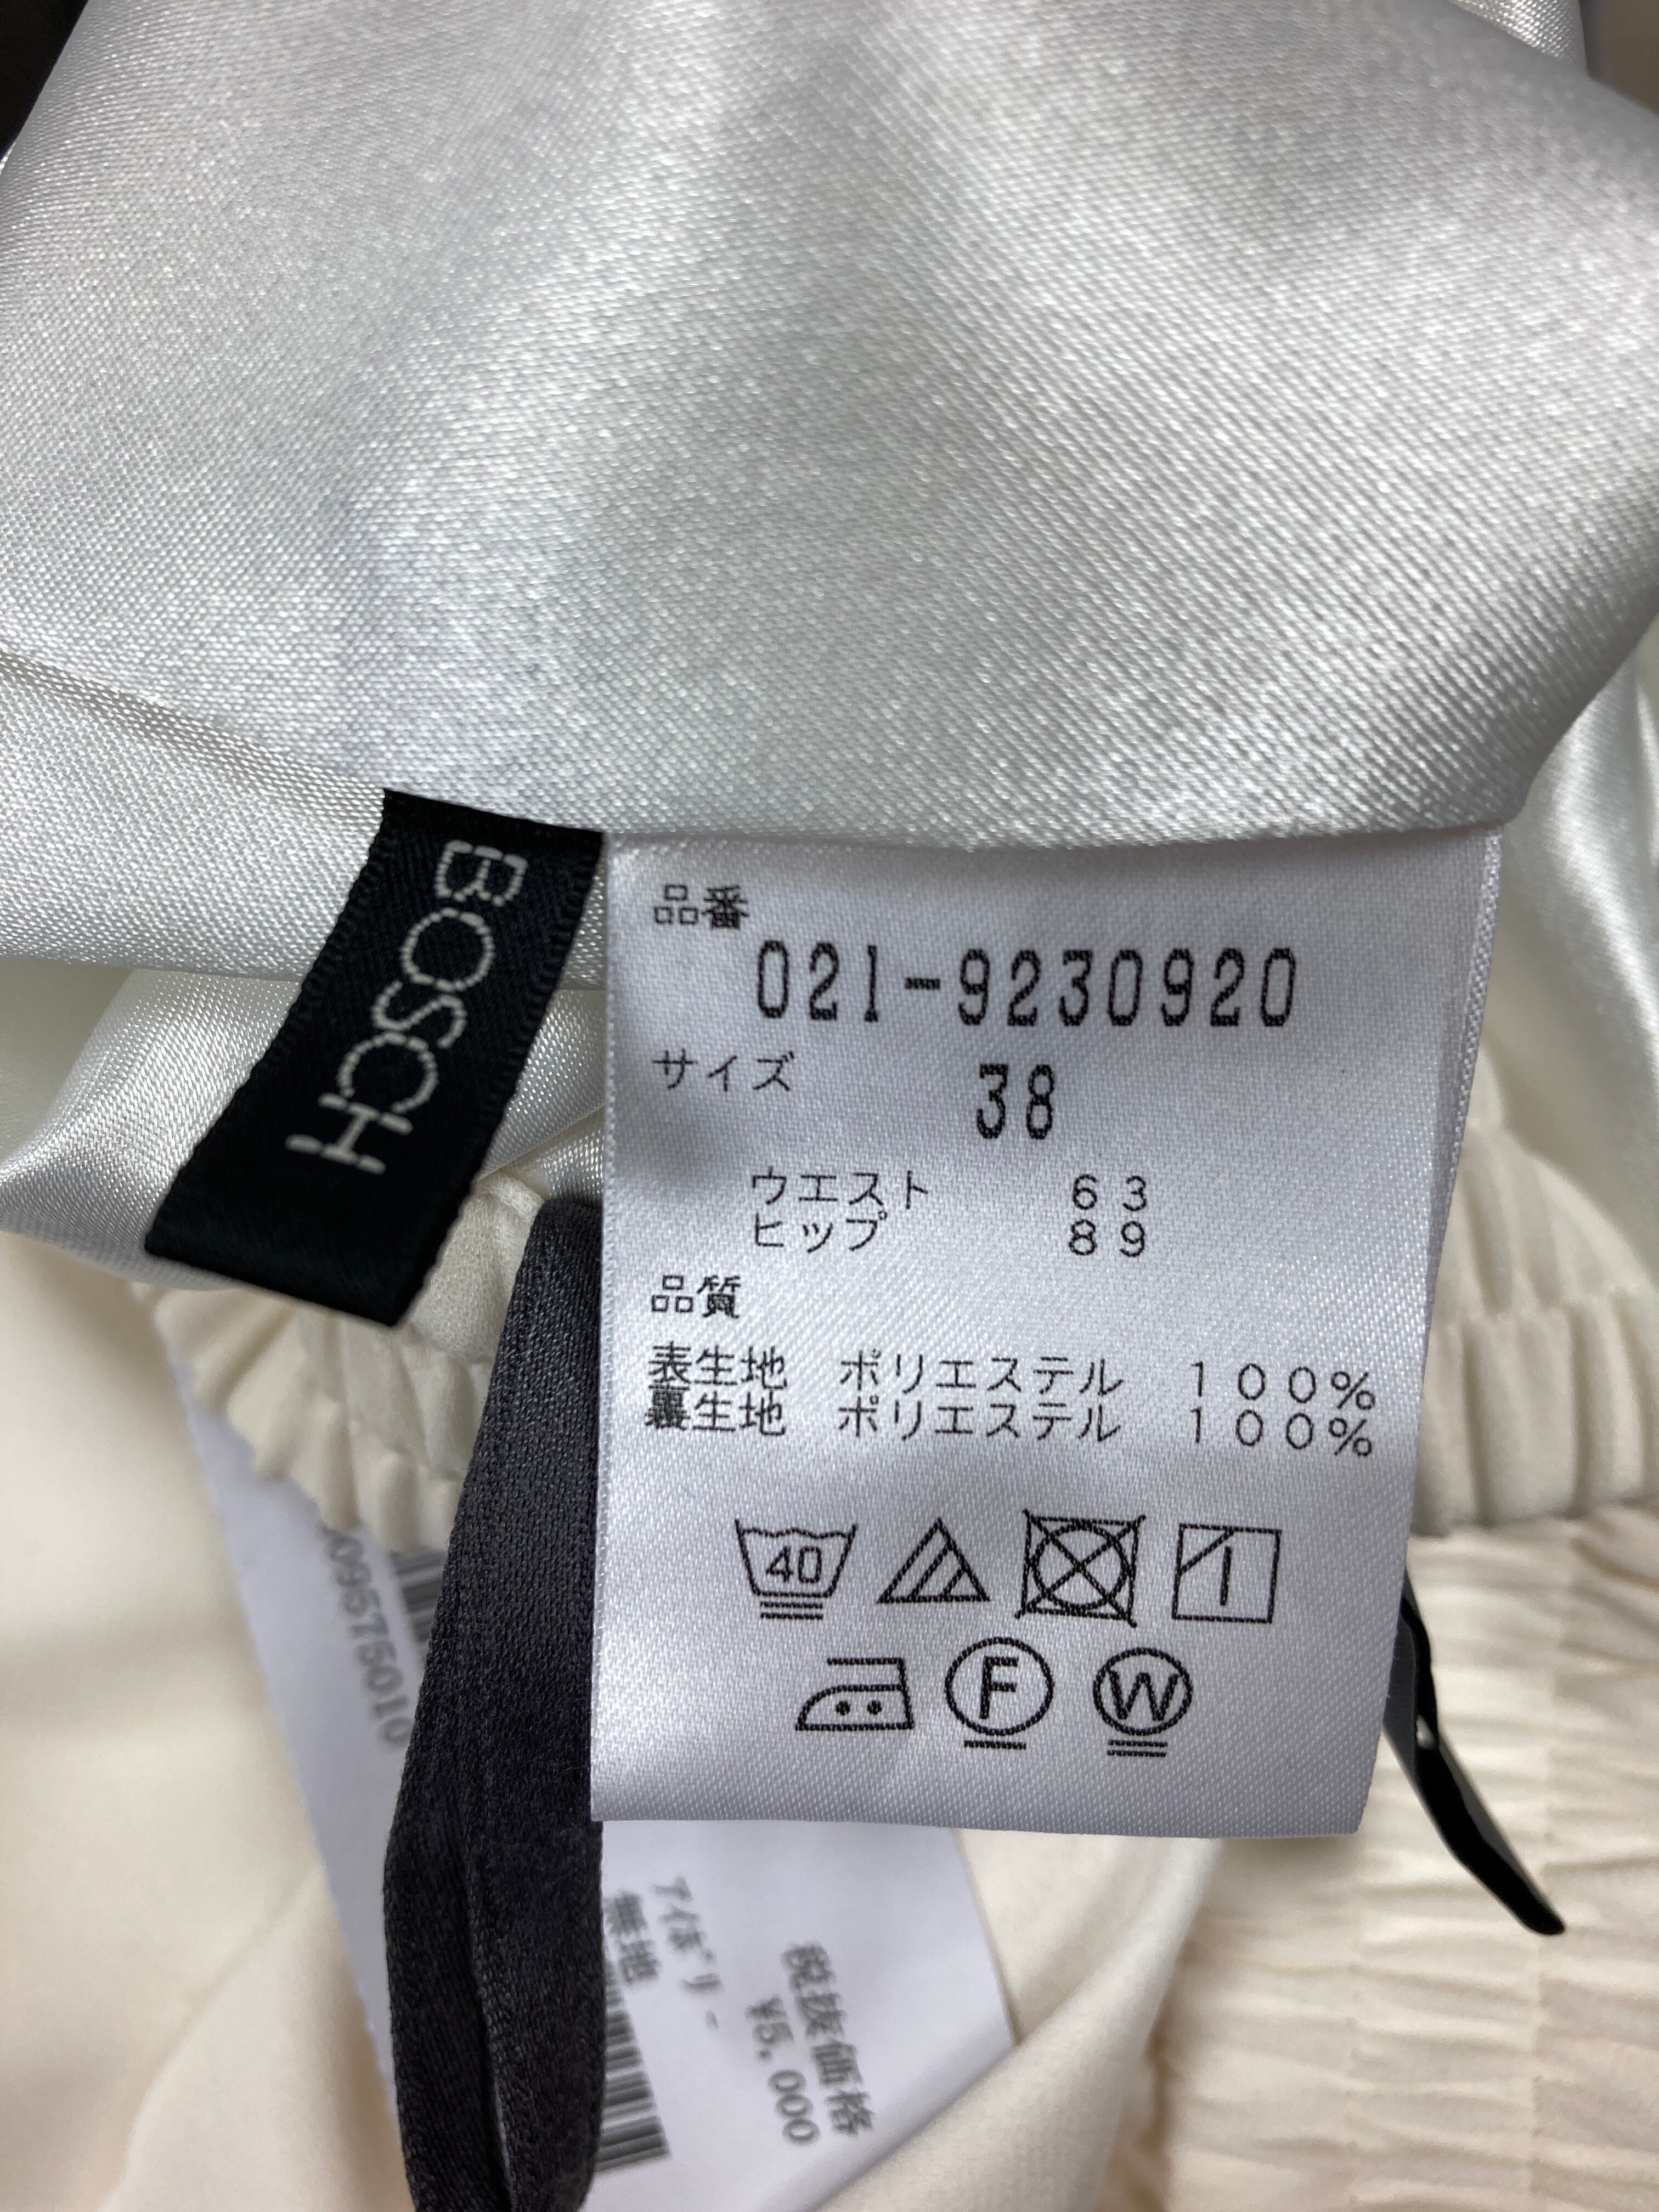 BOSCH
品番
021-9230920
サイズ 38
ウエスト 63
ヒップ 89
品質
表生地 ポリエステル 100%
裏生地 ポリエステル 100%
40
F
W
アイボリー
無地
税抜価格
¥5,000